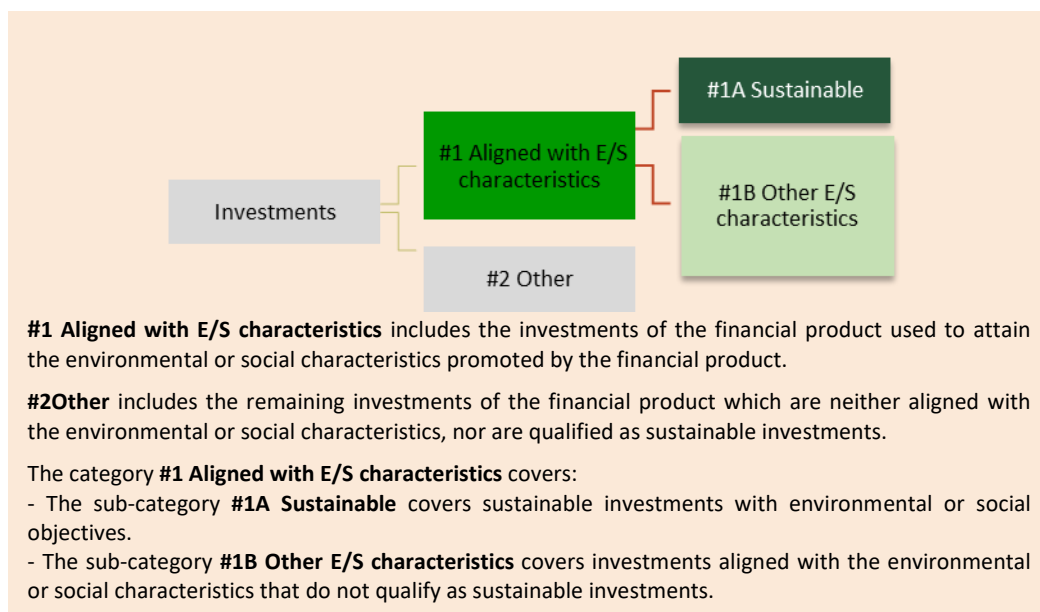 #1A Sustainable
#1 Aligned with E/S
characteristics
#1B Other E/S
characteristics
Investments
#2 Other
#1 Aligned with E/S characteristics includes the investments of the financial product used to attain
the environmental or social characteristics promoted by the financial product.
#2Other includes the remaining investments of the financial product which are neither aligned with
the environmental or social characteristics, nor are qualified as sustainable investments.
The category #1 Aligned with E/S characteristics covers:
- The sub-category #1A Sustainable covers sustainable investments with environmental or social
objectives.
- The sub-category #1B Other E/S characteristics covers investments aligned with the environmental
or social characteristics that do not qualify as sustainable investments.